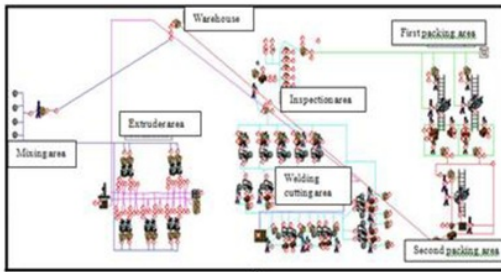 Warehouse
First packing area
Inspection area
Extruder area
Mixing area
Welding
cutting area
Second packing area